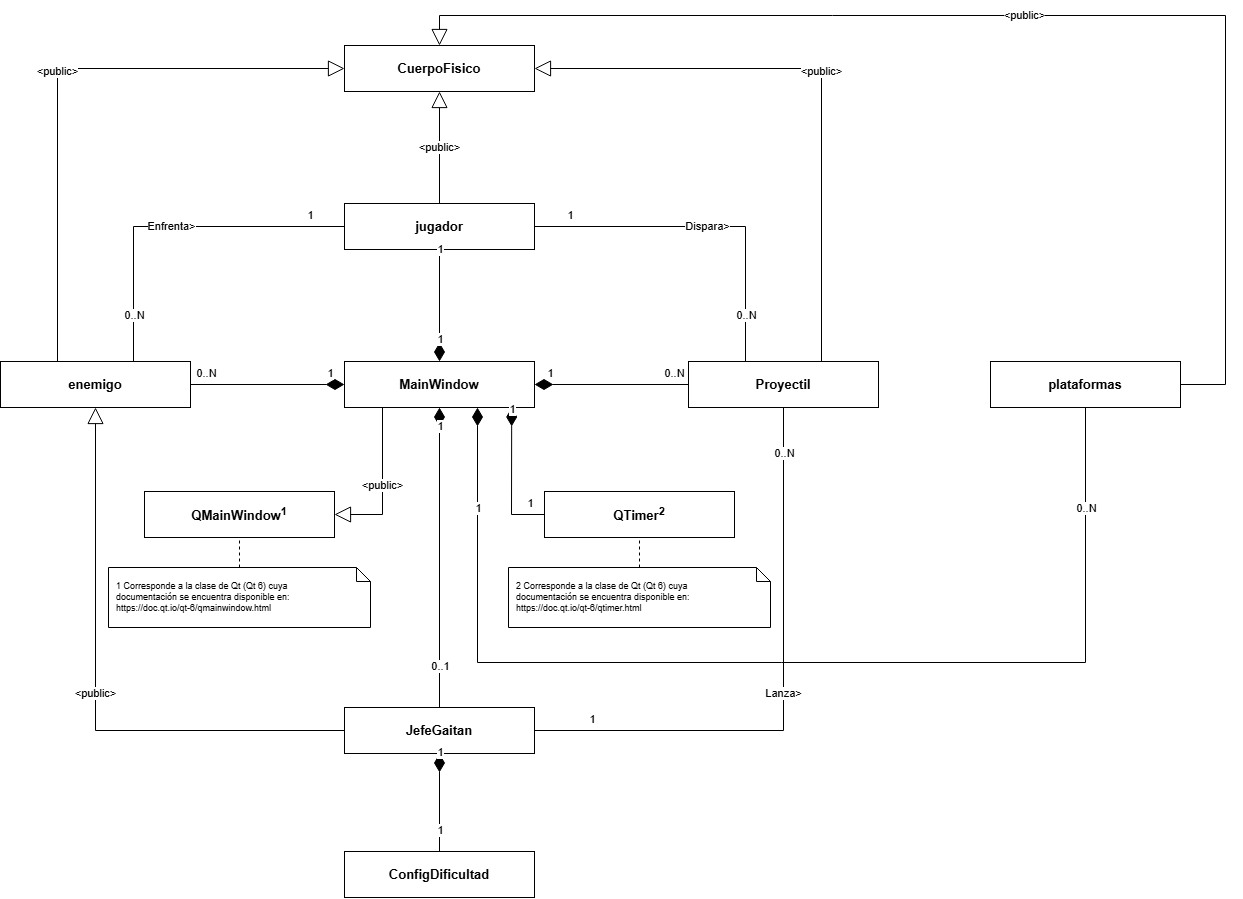 <public>
CuerpoFisico
<public>
<public>
<public>
1
jugador
1
Enfrenta>
Dispara>
1
0..N
0..N
1
enemigo
0..N
1
MainWindow
1
0..N
Proyectil
plataformas
1
1
0..N
<public>
QMainWindow1
1
1
QTimer2
0..N
1 Corresponde a la clase de Qt (Qt 6) cuya
documentación se encuentra disponible en:
https://doc.qt.io/qt-6/qmainwindow.html
2 Corresponde a la clase de Qt (Qt 6) cuya
documentación se encuentra disponible en:
https://doc.qt.io/qt-6/qtimer.html
0..1
<public>
Lanza>
JefeGaitan
1
1
1
ConfigDificultad